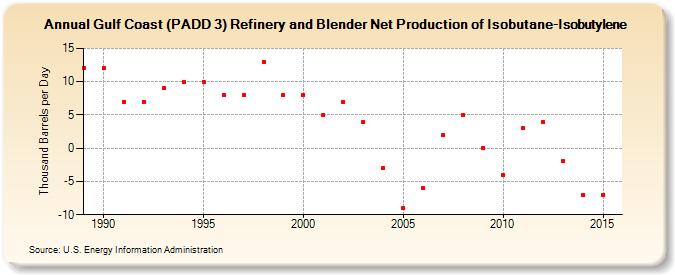 Annual Gulf Coast (PADD 3) Refinery and Blender Net Production of Isobutane-Isobutylene
Thousand Barrels per Day
15
10
5
0
-5
-10
1990 1995 2000 2005 2010 2015
Source: U.S. Energy Information Administration